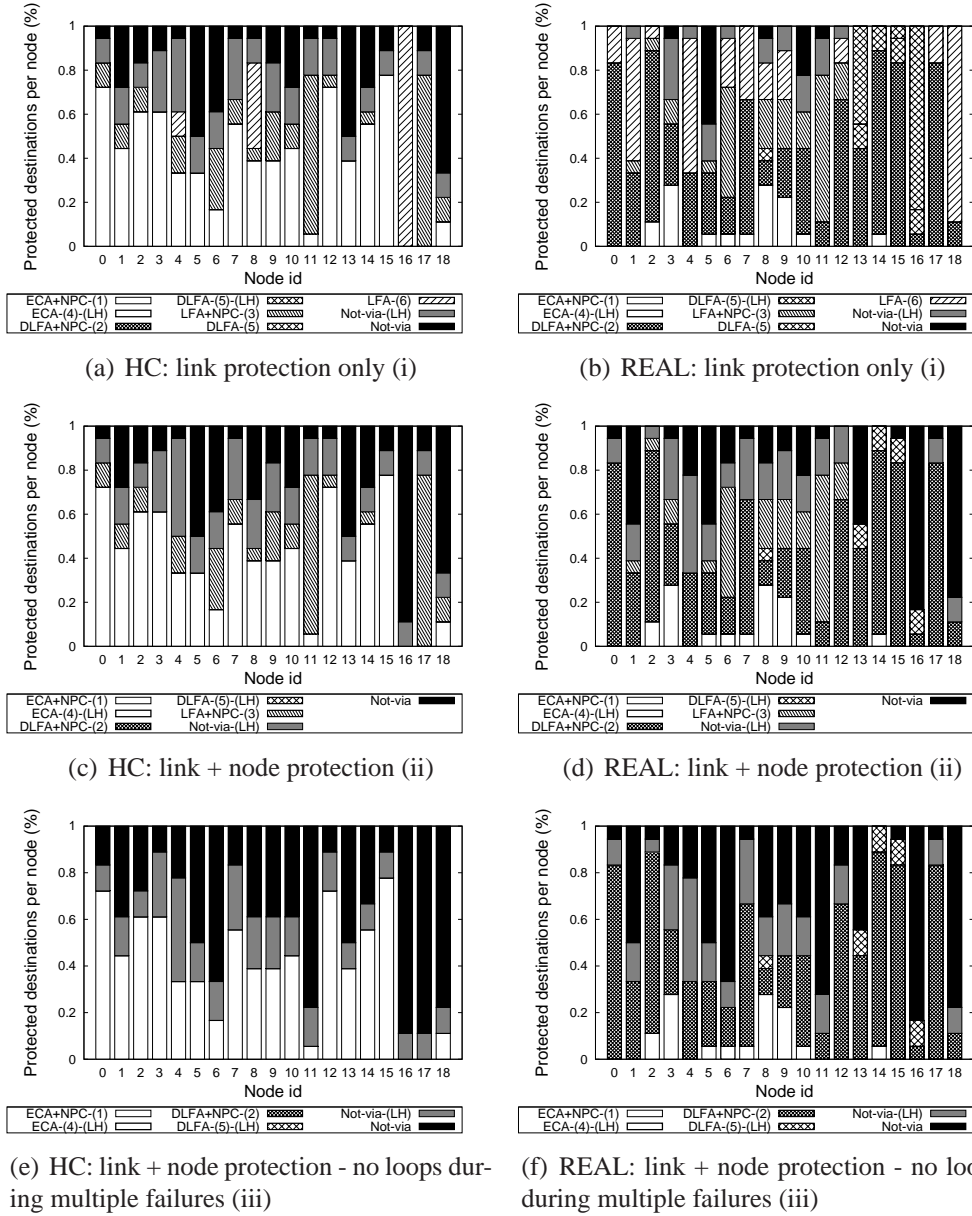 Protected destinations per node (%)
1
0.8
0.6
0.4
0.2
0
0 1 2 3 4 5 6 7 8 9 10 11 12 13 14 15 16 17 18
Node id
ECA+NPC-(1) DLFA-(5)-(LH) LFA-(6)
ECA-(4)-(LH) LFA+NPC-(3) Not-via-(LH)
DLFA+NPC-(2) DLFA-(5) Not-via
(a) HC: link protection only (i)
Protected destinations per node (%)
1
0.8
0.6
0.4
0.2
0
0 1 2 3 4 5 6 7 8 9 10 11 12 13 14 15 16 17 18
Node id
ECA+NPC-(1) DLFA-(5)-(LH) LFA-(6)
ECA-(4)-(LH) LFA+NPC-(3) Not-via-(LH)
DLFA+NPC-(2) DLFA-(5) Not-via
(b) REAL: link protection only (i)
Protected destinations per node (%)
1
0.8
0.6
0.4
0.2
0
0 1 2 3 4 5 6 7 8 9 10 11 12 13 14 15 16 17 18
Node id
ECA+NPC-(1) DLFA-(5)-(LH) Not-via
ECA-(4)-(LH) LFA+NPC-(3)
DLFA+NPC-(2) Not-via-(LH)
(c) HC: link + node protection (ii)
Protected destinations per node (%)
1
0.8
0.6
0.4
0.2
0
0 1 2 3 4 5 6 7 8 9 10 11 12 13 14 15 16 17 18
Node id
ECA+NPC-(1) DLFA-(5)-(LH) Not-via
ECA-(4)-(LH) LFA+NPC-(3)
DLFA+NPC-(2) Not-via-(LH)
(d) REAL: link + node protection (ii)
Protected destinations per node (%)
1
0.8
0.6
0.4
0.2
0
0 1 2 3 4 5 6 7 8 9 10 11 12 13 14 15 16 17 18
Node id
ECA+NPC-(1) DLFA+NPC-(2) Not-via-(LH)
ECA-(4)-(LH) DLFA-(5)-(LH) Not-via
(e) HC: link + node protection - no loops dur-
ing multiple failures (iii)
Protected destinations per node (%)
1
0.8
0.6
0.4
0.2
0
0 1 2 3 4 5 6 7 8 9 10 11 12 13 14 15 16 17 18
Node id
ECA+NPC-(1) DLFA+NPC-(2) Not-via-(LH)
ECA-(4)-(LH) DLFA-(5)-(LH) Not-via
(f) REAL: link + node protection - no loo
during multiple failures (iii)